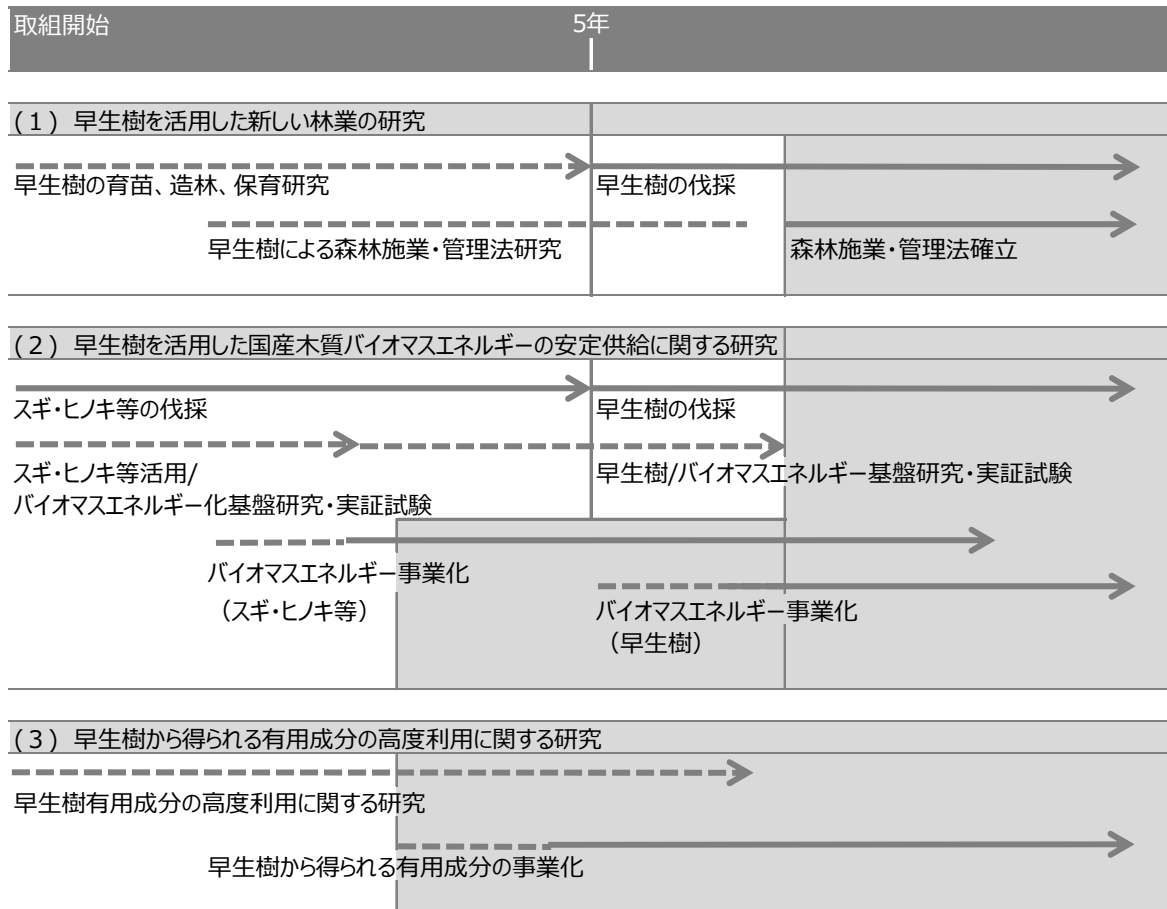 取組開始
5年
(1) 早生樹を活用した新しい林業の研究
早生樹の育苗、造林、保育研究
早生樹の伐採
早生樹による森林施業・管理法研究
森林施業・管理法確立
(2) 早生樹を活用した国産木質バイオマスエネルギーの安定供給に関する研究
スギ・ヒノキ等の伐採
早生樹の伐採
スギ・ヒノキ等活用/
バイオマスエネルギー化基盤研究・実証試験
早生樹/バイオマスエネルギー基盤研究・実証試験
バイオマスエネルギー事業化
(スギ・ヒノキ等)
バイオマスエネルギー事業化
(早生樹)
(3) 早生樹から得られる有用成分の高度利用に関する研究
早生樹有用成分の高度利用に関する研究
早生樹から得られる有用成分の事業化